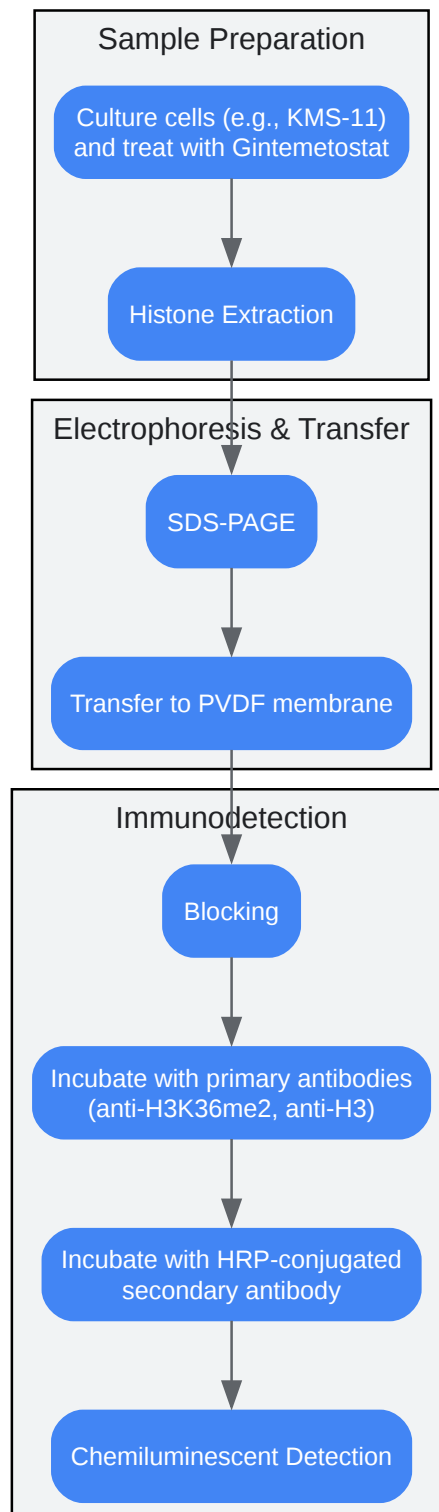 Sample Preparation
Culture cells (e.g., KMS-11)
and treat with Gintemetostat
Histone Extraction
Electrophoresis & Transfer
SDS-PAGE
Transfer to PVDF membrane
Immunodetection
Blocking
Incubate with primary antibodies
(anti-H3K36me2, anti-H3)
Incubate with HRP-conjugated
secondary antibody
Chemiluminescent Detection